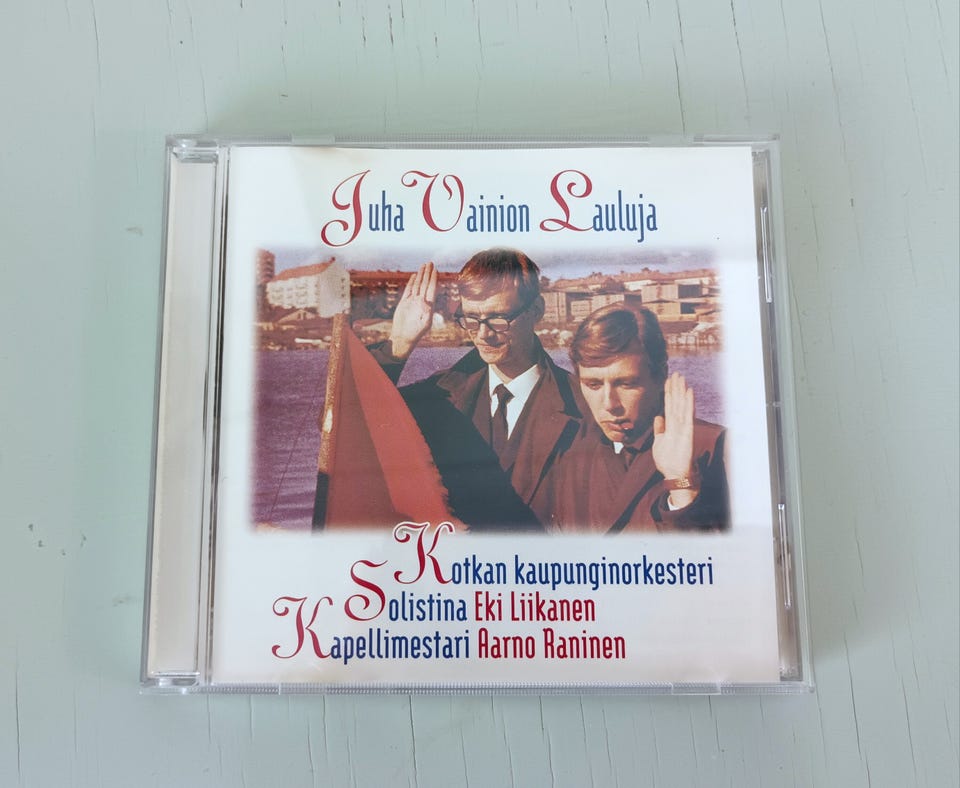 Juha Vainion Lauluja
Kotkan kaupunginorkesteri
Solistina Eki Liikanen
Kapellimestari Aarno Raninen